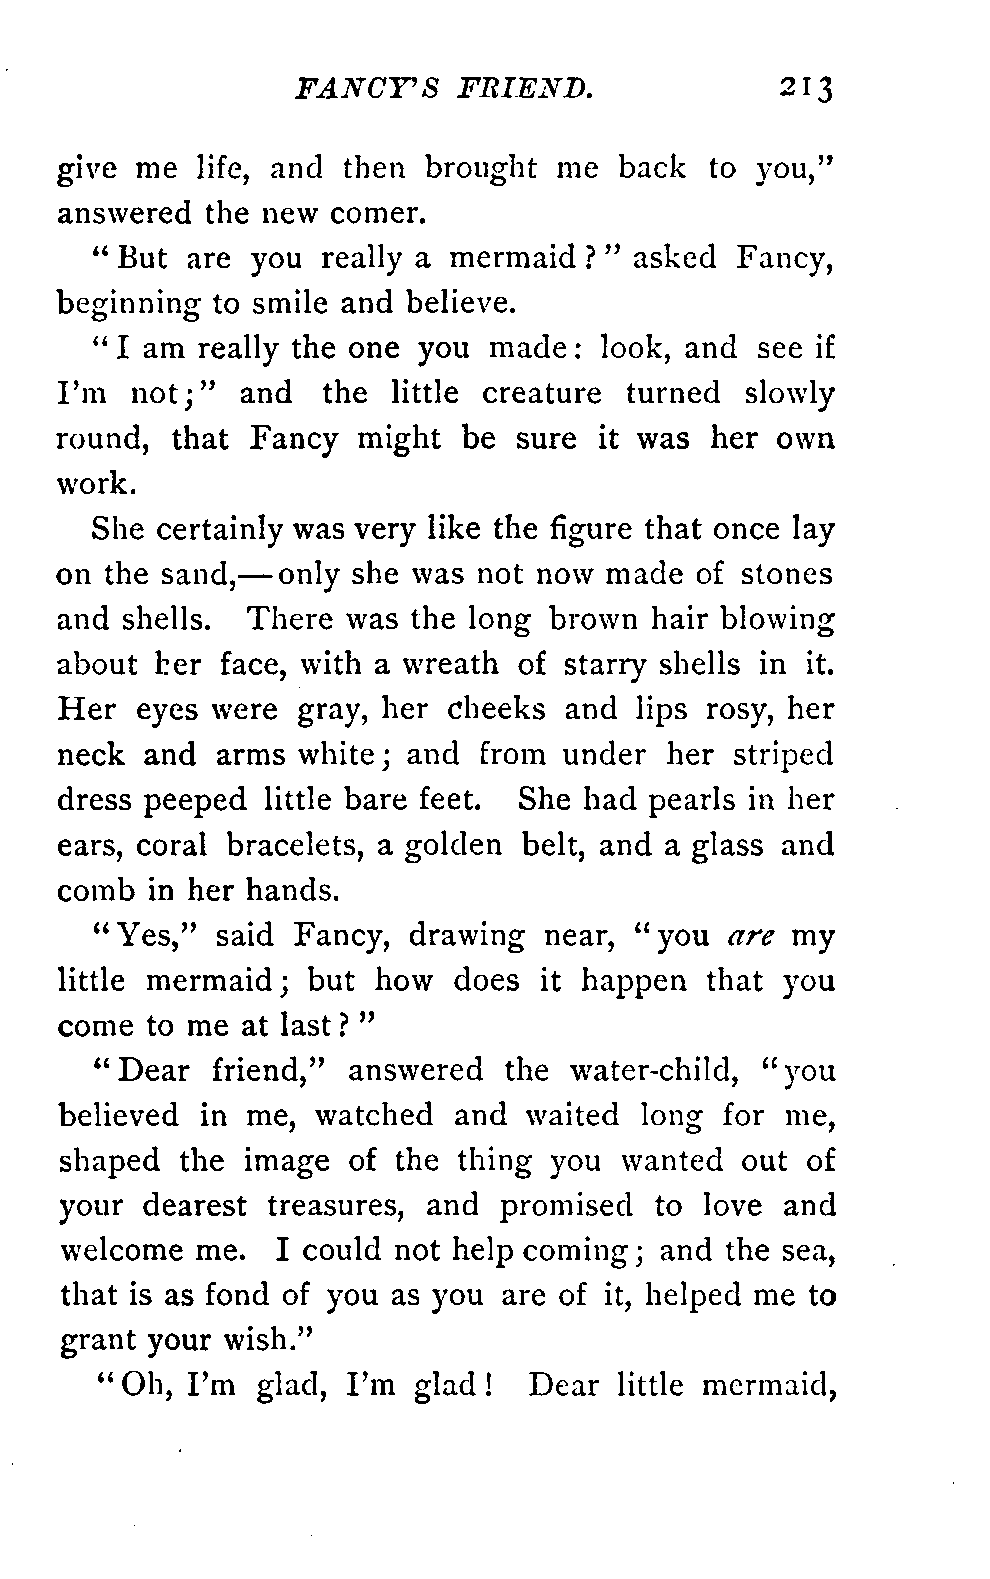 FANCY'S FRIEND. 213
give me life, and then brought me back to you,"
answered the new comer.
"But are you really a mermaid?" asked Fancy,
beginning to smile and believe.
"I am really the one you made: look, and see if
I'm not;" and the little creature turned slowly
round, that Fancy might be sure it was her own
work.
She certainly was very like the figure that once lay
on the sand,—only she was not now made of stones
and shells. There was the long brown hair blowing
about her face, with a wreath of starry shells in it.
Her eyes were gray, her cheeks and lips rosy, her
neck and arms white; and from under her striped
dress peeped little bare feet. She had pearls in her
ears, coral bracelets, a golden belt, and a glass and
comb in her hands.
"Yes," said Fancy, drawing near, "you are my
little mermaid; but how does it happen that you
come to me at last?"
"Dear friend," answered the water-child, "you
believed in me, watched and waited long for me,
shaped the image of the thing you wanted out of
your dearest treasures, and promised to love and
welcome me. I could not help coming; and the sea,
that is as fond of you as you are of it, helped me to
grant your wish."
"Oh, I'm glad, I'm glad! Dear little mermaid,